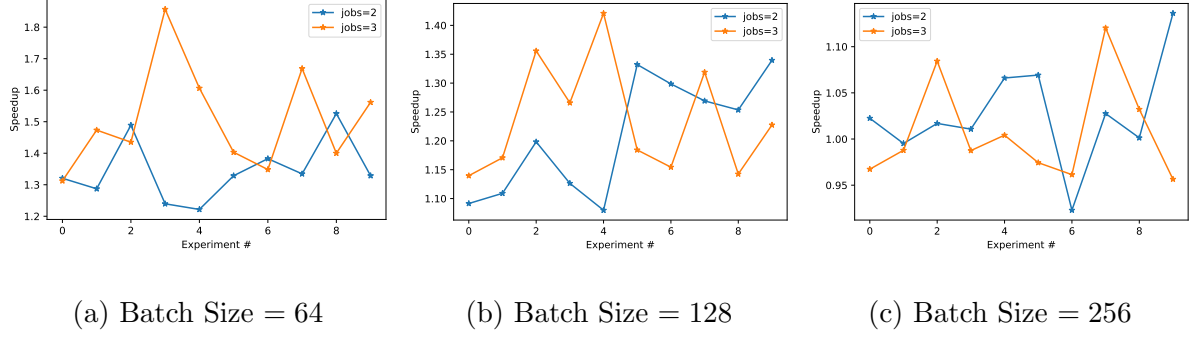 1.8
1.7
1.6
1.5
1.4
1.3
1.2
Speedup
0 2 4 6 8
Experiment #
jobs=2
jobs=3
(a) Batch Size = 64
1.40
1.35
1.30
1.25
1.20
1.15
1.10
Speedup
0 2 4 6 8
Experiment #
jobs=2
jobs=3
(b) Batch Size = 128
1.10
1.05
1.00
0.95
Speedup
0 2 4 6 8
Experiment #
jobs=2
jobs=3
(c) Batch Size = 256